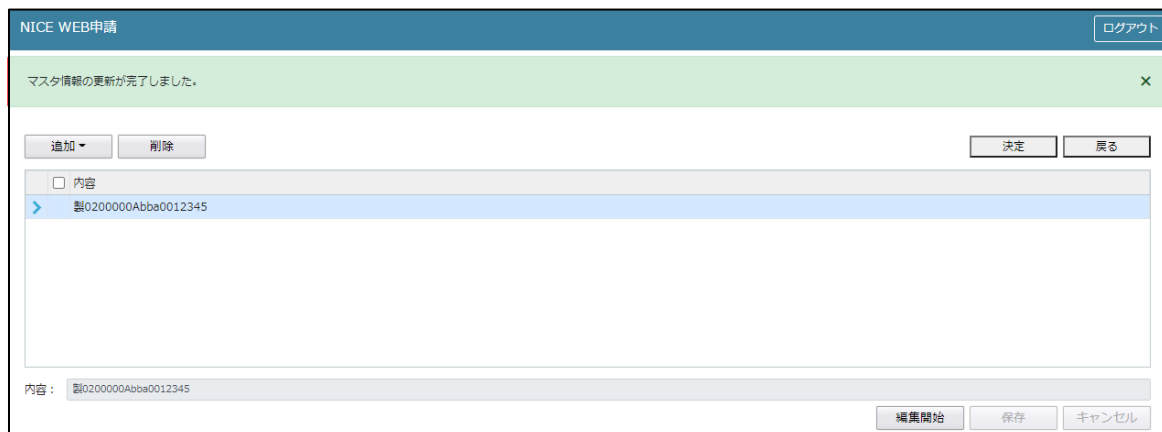 NICE WEB申請 ログアウト
マスタ情報の更新が完了しました。 ×
追加 削除 決定 戻る
内容
製0200000Abba0012345
内容： 製0200000Abba0012345
編集開始 保存 キャンセル